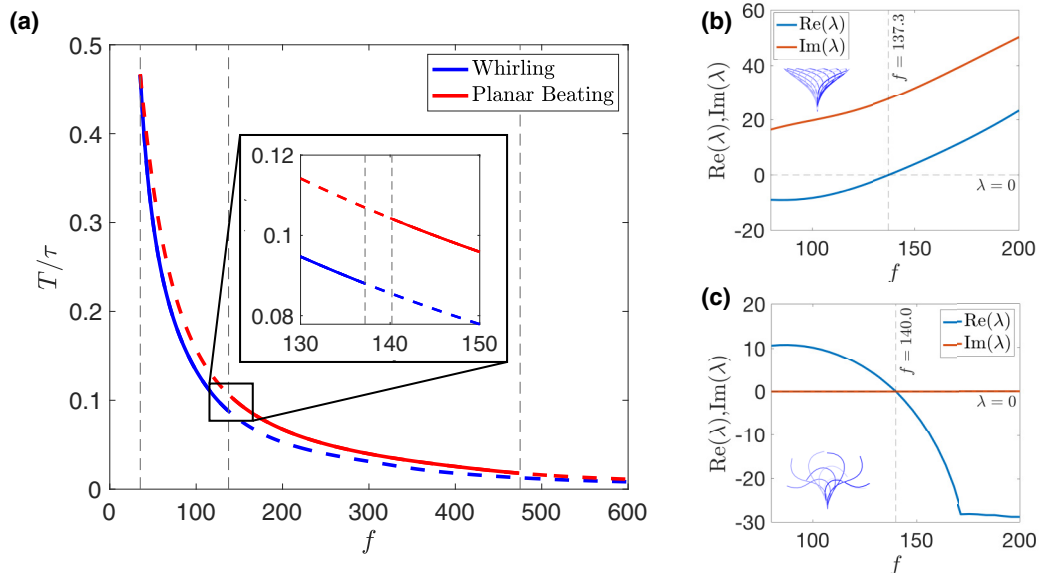 (a)
0.5
0.4
0.3
0.2
0.1
0
T/τ
0 100 200 300 400 500 600
f
Whirling
Planar Beating
0.12
0.1
0.08
130 140 150
(b)
60
40
20
0
-20
Re(λ),Im(λ)
100 150 200
f
Re(λ)
Im(λ)
f = 137.3
λ = 0
(c)
20
10
0
-10
-20
-30
Re(λ),Im(λ)
100 150 200
f
Re(λ)
Im(λ)
f = 140.0
λ = 0